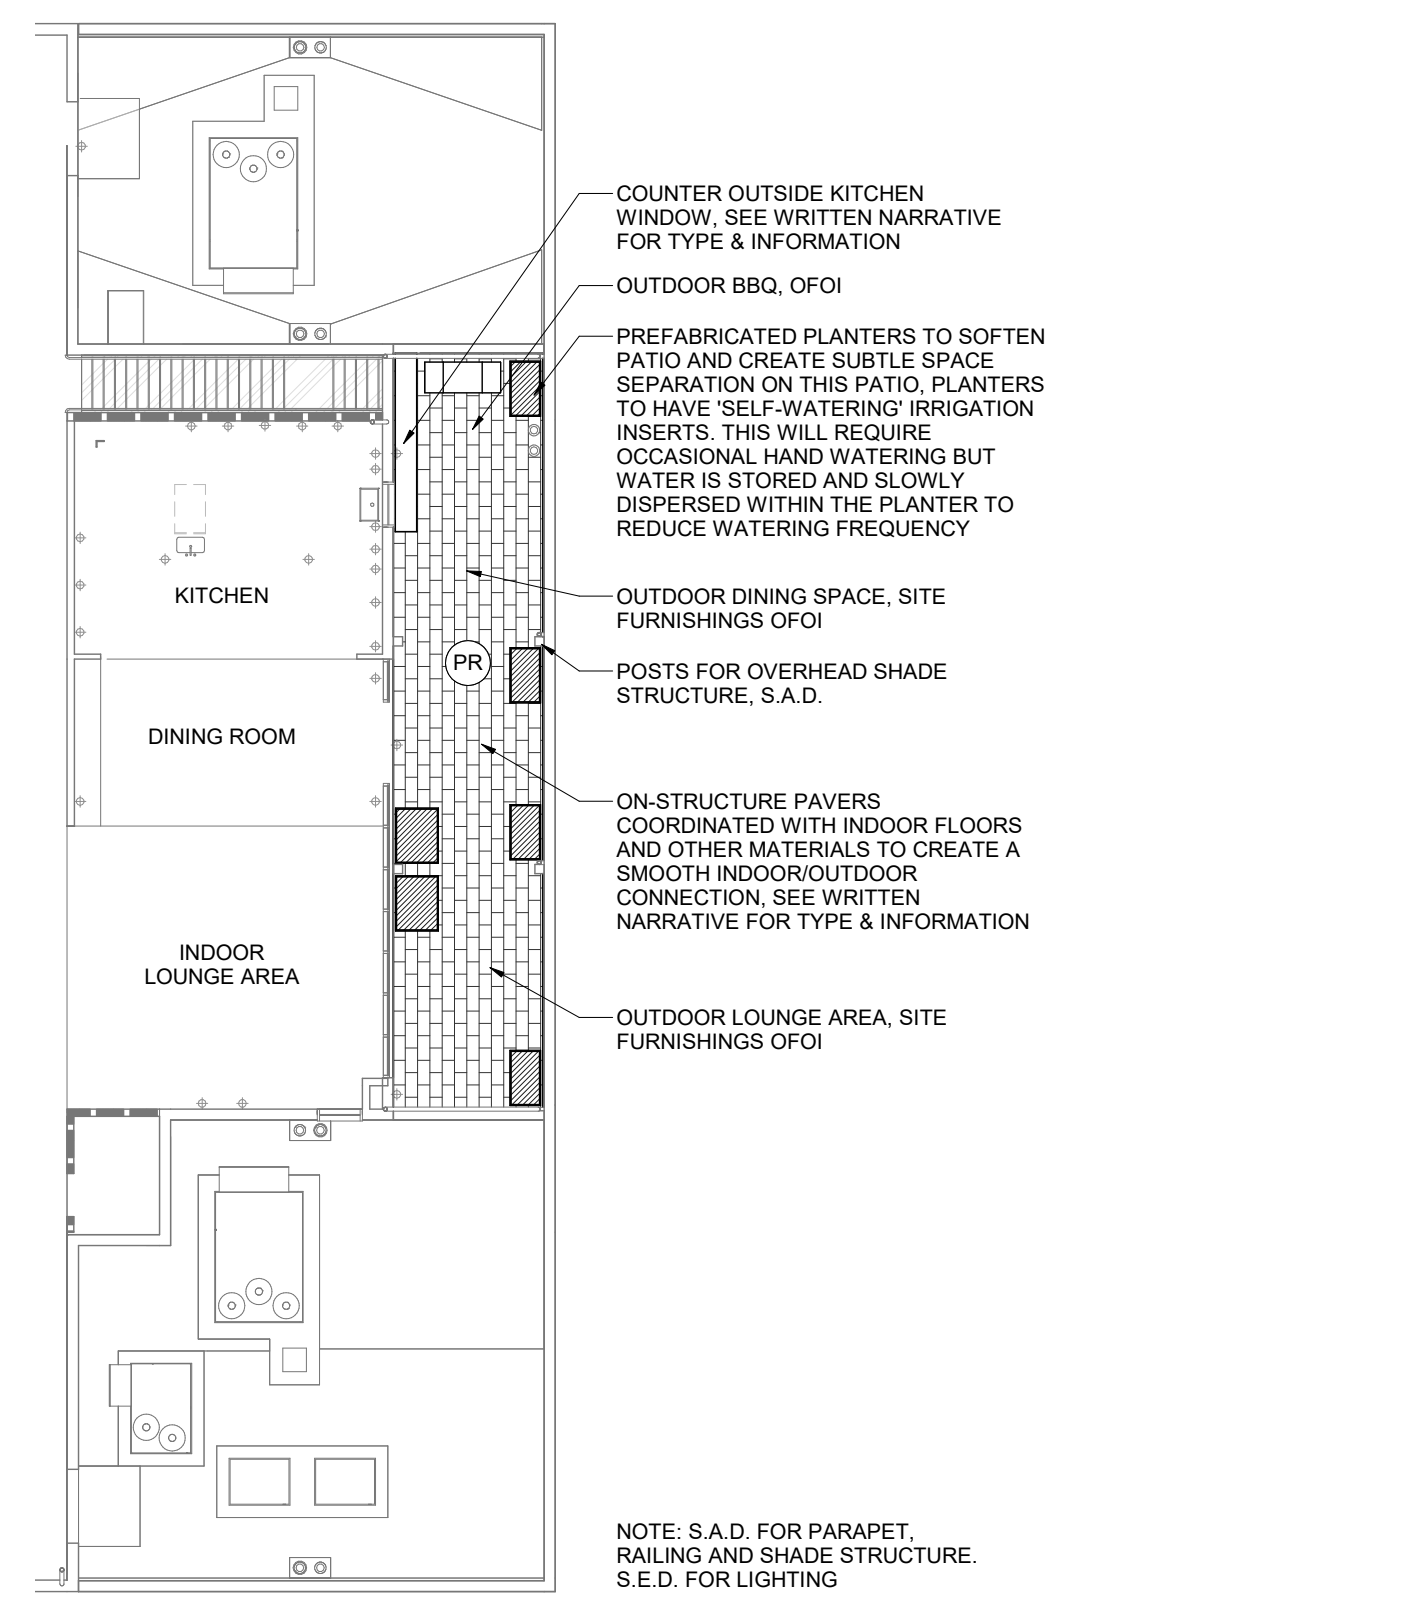 COUNTER OUTSIDE KITCHEN
WINDOW, SEE WRITTEN NARRATIVE
FOR TYPE & INFORMATION
OUTDOOR BBQ, OFOI
PREFABRICATED PLANTERS TO SOFTEN
PATIO AND CREATE SUBTLE SPACE
SEPARATION ON THIS PATIO, PLANTERS
TO HAVE 'SELF-WATERING' IRRIGATION
INSERTS. THIS WILL REQUIRE
OCCASIONAL HAND WATERING BUT
WATER IS STORED AND SLOWLY
DISPERSED WITHIN THE PLANTER TO
REDUCE WATERING FREQUENCY
KITCHEN
OUTDOOR DINING SPACE, SITE
FURNISHINGS OFOI
PR
POSTS FOR OVERHEAD SHADE
STRUCTURE, S.A.D.
DINING ROOM
ON-STRUCTURE PAVERS
COORDINATED WITH INDOOR FLOORS
AND OTHER MATERIALS TO CREATE A
SMOOTH INDOOR/OUTDOOR
CONNECTION, SEE WRITTEN
NARRATIVE FOR TYPE & INFORMATION
INDOOR
LOUNGE AREA
OUTDOOR LOUNGE AREA, SITE
FURNISHINGS OFOI
NOTE: S.A.D. FOR PARAPET,
RAILING AND SHADE STRUCTURE.
S.E.D. FOR LIGHTING